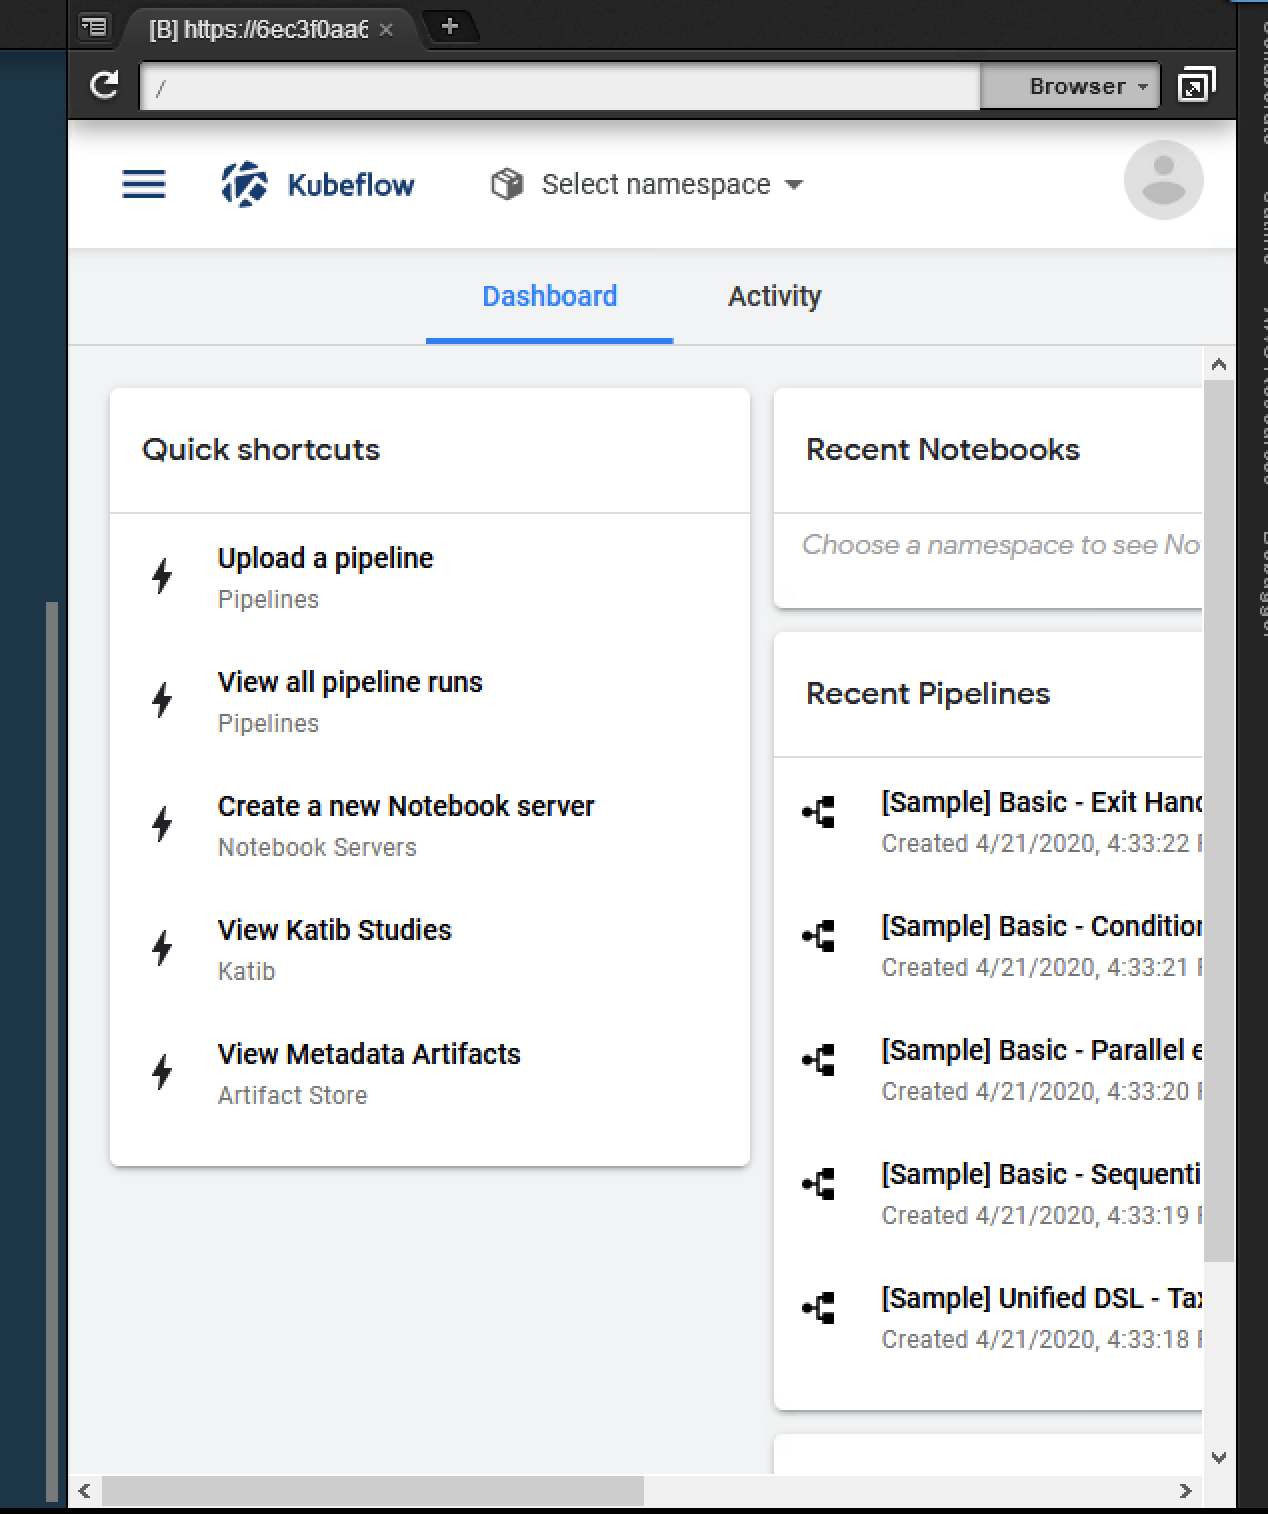 [B] https://6ec3f0aa6
/
Browser
Kubeflow
Select namespace
Dashboard
Activity
Quick shortcuts
Upload a pipeline
Pipelines
View all pipeline runs
Pipelines
Create a new Notebook server
Notebook Servers
View Katib Studies
Katib
View Metadata Artifacts
Artifact Store
Recent Notebooks
Choose a namespace to see No
Recent Pipelines
[Sample] Basic - Exit Hand
Created 4/21/2020, 4:33:22
[Sample] Basic - Condition
Created 4/21/2020, 4:33:21
[Sample] Basic - Parallel e
Created 4/21/2020, 4:33:20
[Sample] Basic - Sequenti
Created 4/21/2020, 4:33:19
[Sample] Unified DSL - Tax
Created 4/21/2020, 4:33:18